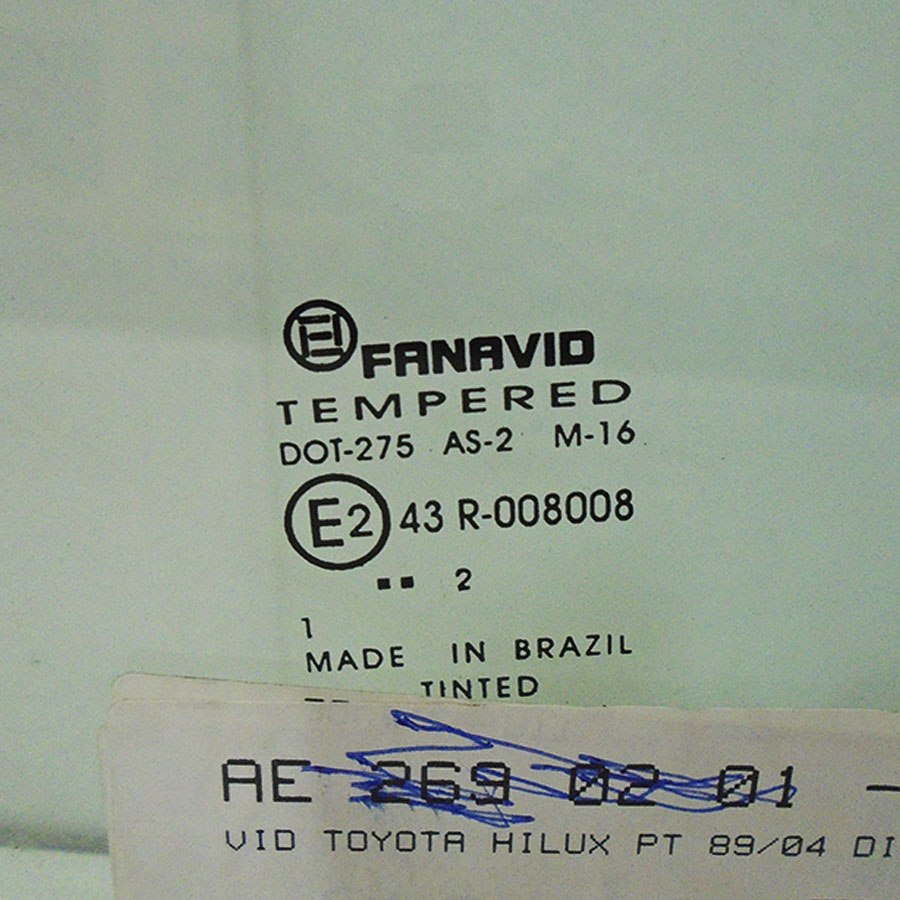 FANAVID
TEMPERED
DOT-275 AS-2 M-16
E2 43 R-008008
2
1
MADE IN BRAZIL
TINTED
AE 269 02 01 -
VID TOYOTA HILUX PT 89/04 DI